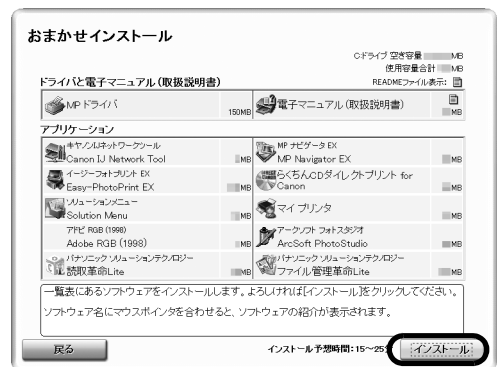 おまかせインストール
Cドライブ 空き容量 MB
使用容量合計 MB
ドライバと電子マニュアル(取扱説明書) READMEファイル表示:
MP ドライバ 150MB
電子マニュアル(取扱説明書) MB
アプリケーション
キヤノンIJネットワークツール
Canon IJ Network Tool MB
MP ナビゲータ EX
MP Navigator EX MB
イージーフォトプリント EX
Easy-PhotoPrint EX MB
らくちんCDダイレクトプリント for
Canon MB
ソリューションメニュー
Solution Menu MB
マイ プリンタ MB
アドビ RGB (1998)
Adobe RGB (1998) MB
アークソフト フォトスタジオ
ArcSoft PhotoStudio MB
パナソニック ソリューションテクノロジー
読取革命Lite MB
パナソニック ソリューションテクノロジー
ファイル管理革命Lite MB
一覧表にあるソフトウェアをインストールします。よろしければ[インストール]をクリックしてください。
ソフトウェア名にマウスポインタを合わせると、ソフトウェアの紹介が表示されます。
戻る
インストール予想時間:15~25分
インストール